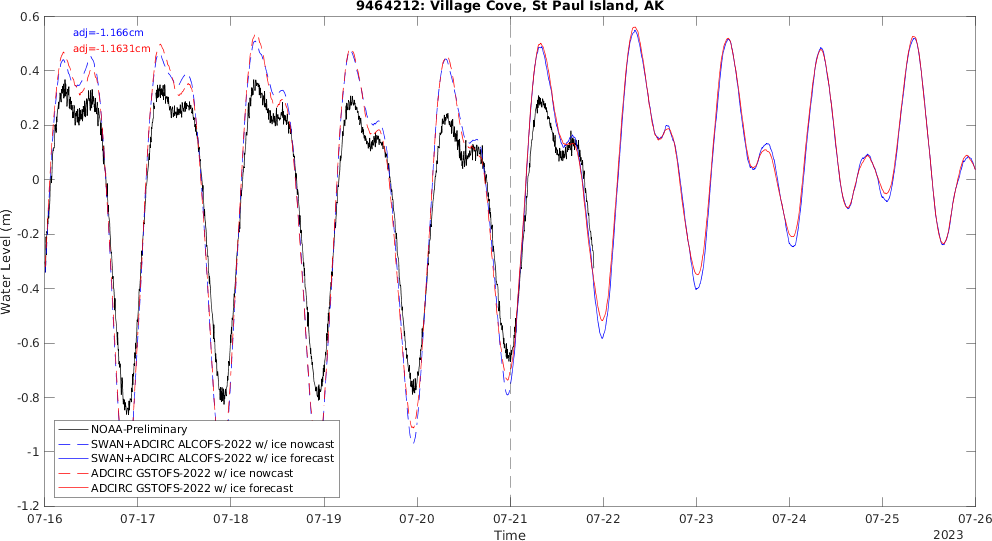 9464212: Village Cove, St Paul Island, AK
adj=-1.166cm
adj=-1.1631cm
0.6
0.4
0.2
0
-0.2
-0.4
-0.6
-0.8
-1
-1.2
Water Level (m)
NOAA-Preliminary
SWAN+ADCIRC ALCOFS-2022 w/ ice nowcast
SWAN+ADCIRC ALCOFS-2022 w/ ice forecast
ADCIRC GSTOFS-2022 w/ ice nowcast
ADCIRC GSTOFS-2022 w/ ice forecast
07-16 07-17 07-18 07-19 07-20 07-21 07-22 07-23 07-24 07-25 07-26
Time
2023